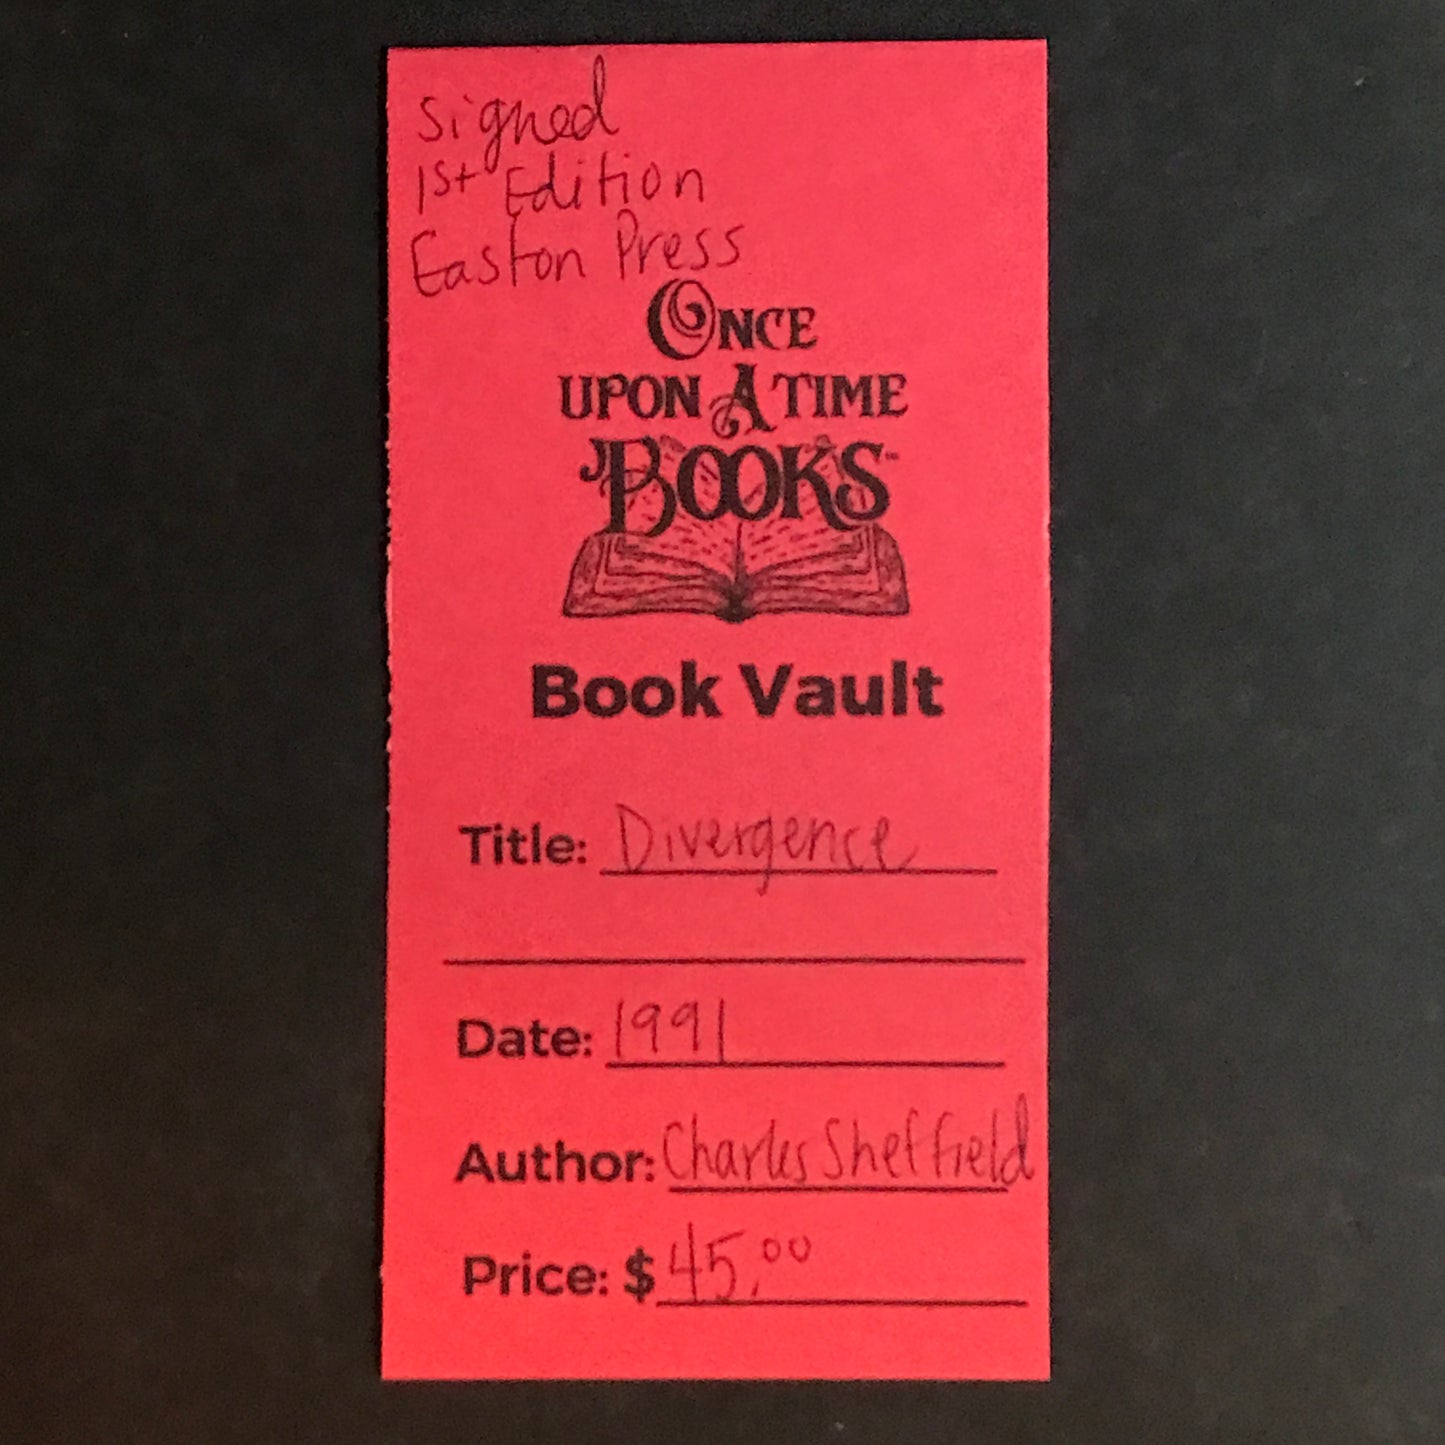 Signed
1st Edition
Easton Press
ONCE
UPON A TIME
BOOKS™
Book Vault
Title: Divergence
Date: 1991
Author: Charles Sheffield
Price: $ 45.00